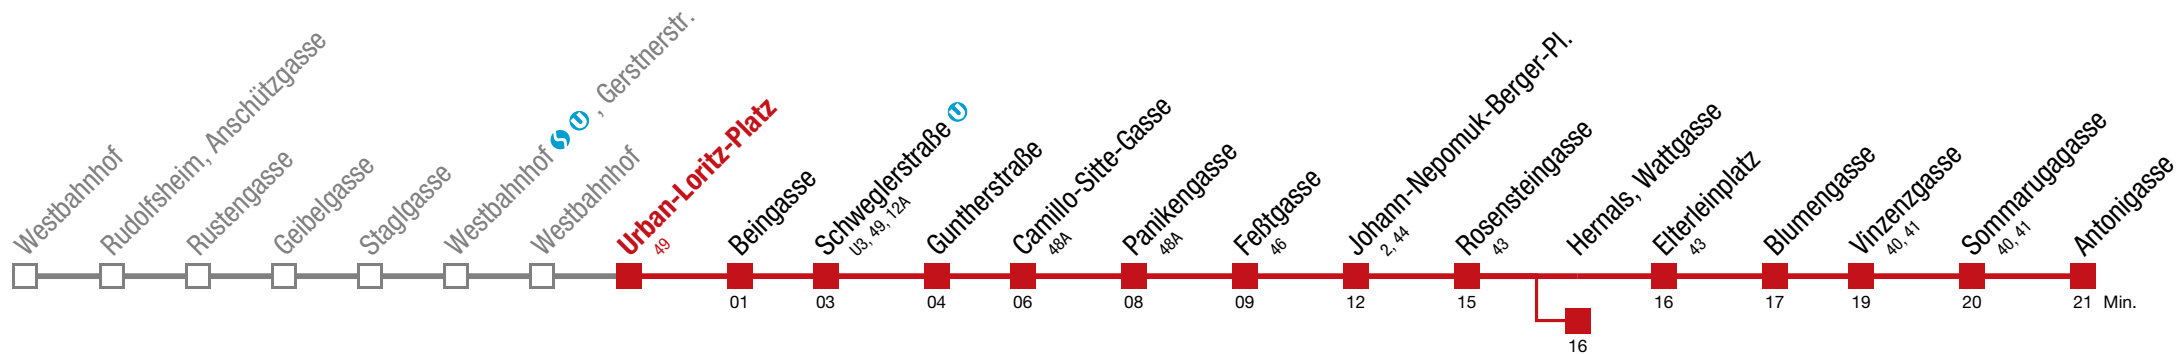 Westbahnhof
Rudolfsheim, Anschützgasse
Rustengasse
Geibelgasse
Staglgasse
Westbahnhof S U, Gerstnerstr.
Westbahnhof
Urban-Loritz-Platz
49
Beingasse
Schweglerstraße U
U3, 49, 12A
Guntherstraße
Camillo-Sitte-Gasse
48A
Panikengasse
48A
Feßtgasse
46
Johann-Nepomuk-Berger-Pl.
2, 44
Rosensteingasse
43
Hernals, Wattgasse
Elterleinplatz
43
Blumengasse
Vinzenzgasse
40, 41
Sommarugagasse
40, 41
Antonigasse
01 03 04 06 08 09 12 15 16 17 19 20 21 Min.
16